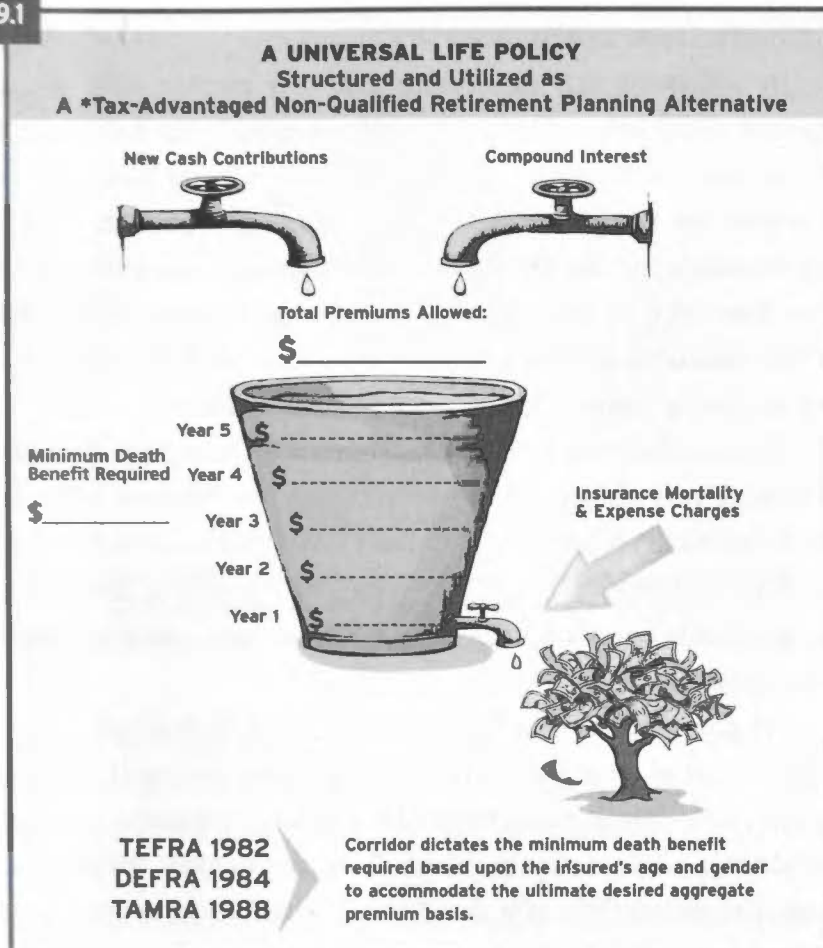 9.1
A UNIVERSAL LIFE POLICY
Structured and Utilized as
A *Tax-Advantaged Non-Qualified Retirement Planning Alternative
New Cash Contributions
Compound Interest
Total Premiums Allowed:
$
Year 5 $
Minimum Death
Benefit Required
$
Year 4 $
Year 3 $
Year 2 $
Year 1 $
Insurance Mortality
& Expense Charges
TEFRA 1982
DEFRA 1984
TAMRA 1988
Corridor dictates the minimum death benefit
required based upon the insured's age and gender
to accommodate the ultimate desired aggregate
premium basis.